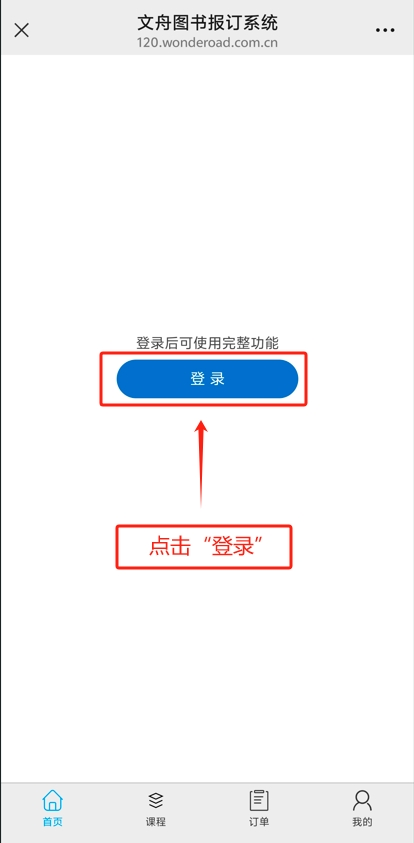 文舟图书报订系统
120.wonderoad.com.cn
登录后可使用完整功能
登 录
点击“登录”
首页
课程
订单
我的